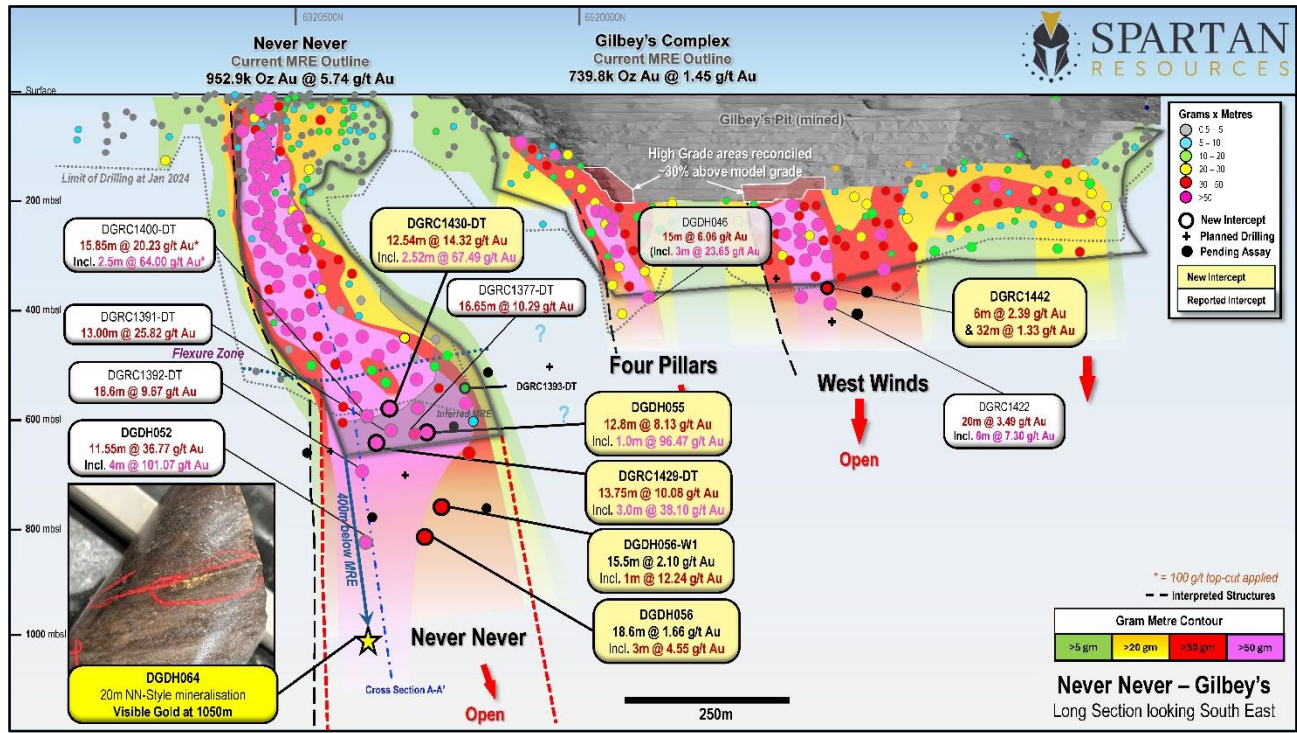 6920500N
6920000N
Never Never
Current MRE Outline
952.9k Oz Au @ 5.74 g/t Au
Gilbey's Complex
Current MRE Outline
739.8k Oz Au @ 1.45 g/t Au
SPARTAN
RESOURCES
Surface
Gilbey's Pit (mined)
High Grade areas reconciled
~30% above model grade
Limit of Drilling at Jan 2024
200 mbsl
400 mbsl
600 mbsl
800 mbsl
1000 mbsl
Grams x Metres
0.5 – 5
5 – 10
10 – 20
20 – 30
30 – 50
>50
New Intercept
Planned Drilling
Pending Assay
New Intercept
Reported Intercept
DGRC1400-DT
15.85m @ 20.23 g/t Au*
Incl. 2.5m @ 64.00 g/t Au*
DGRC1430-DT
12.54m @ 14.32 g/t Au
Incl. 2.52m @ 67.49 g/t Au
DGRC1377-DT
16.65m @ 10.29 g/t Au
DGDH046
15m @ 6.06 g/t Au
(Incl. 3m @ 23.65 g/t Au
DGRC1442
6m @ 2.39 g/t Au
& 32m @ 1.33 g/t Au
DGRC1391-DT
13.00m @ 25.82 g/t Au
Flexure Zone
DGRC1392-DT
18.6m @ 9.67 g/t Au
DGRC1393-DT
Inferred MRE
?
?
Four Pillars
West Winds
Open
DGRC1422
20m @ 3.49 g/t Au
Incl. 6m @ 7.30 g/t Au
DGDH052
11.55m @ 36.77 g/t Au
Incl. 4m @ 101.07 g/t Au
DGDH055
12.8m @ 8.13 g/t Au
Incl. 1.0m @ 96.47 g/t Au
DGRC1429-DT
13.75m @ 10.08 g/t Au
Incl. 3.0m @ 38.10 g/t Au
DGDH056-W1
15.5m @ 2.10 g/t Au
Incl. 1m @ 12.24 g/t Au
DGDH056
18.6m @ 1.66 g/t Au
Incl. 3m @ 4.55 g/t Au
400m below MRE
Never Never
Open
Cross Section A-A'
DGDH064
20m NN-Style mineralisation
Visible Gold at 1050m
250m
* = 100 g/t top-cut applied
Interpreted Structures
Gram Metre Contour
>5 gm
>20 gm
>30 gm
>50 gm
Never Never – Gilbey's
Long Section looking South East